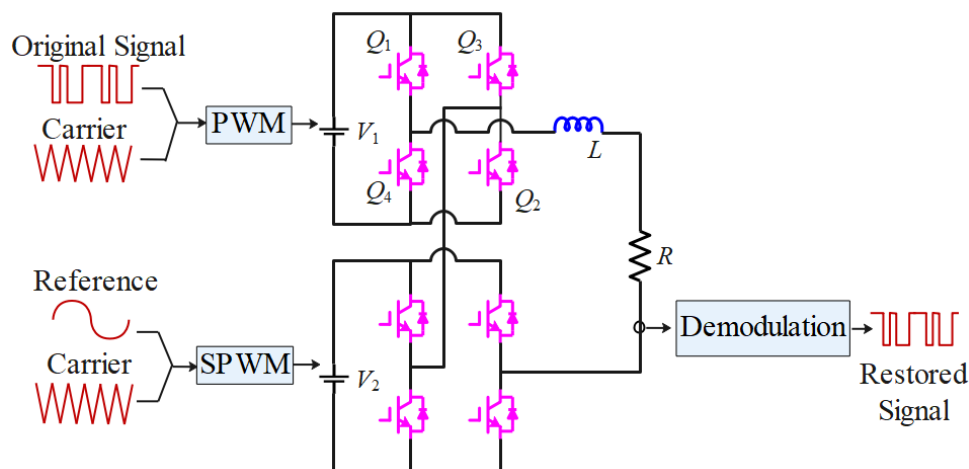 Original Signal
Carrier
PWM
V1
Q1
Q3
Q4
Q2
L
R
Reference
Carrier
SPWM
V2
Demodulation
Restored
Signal